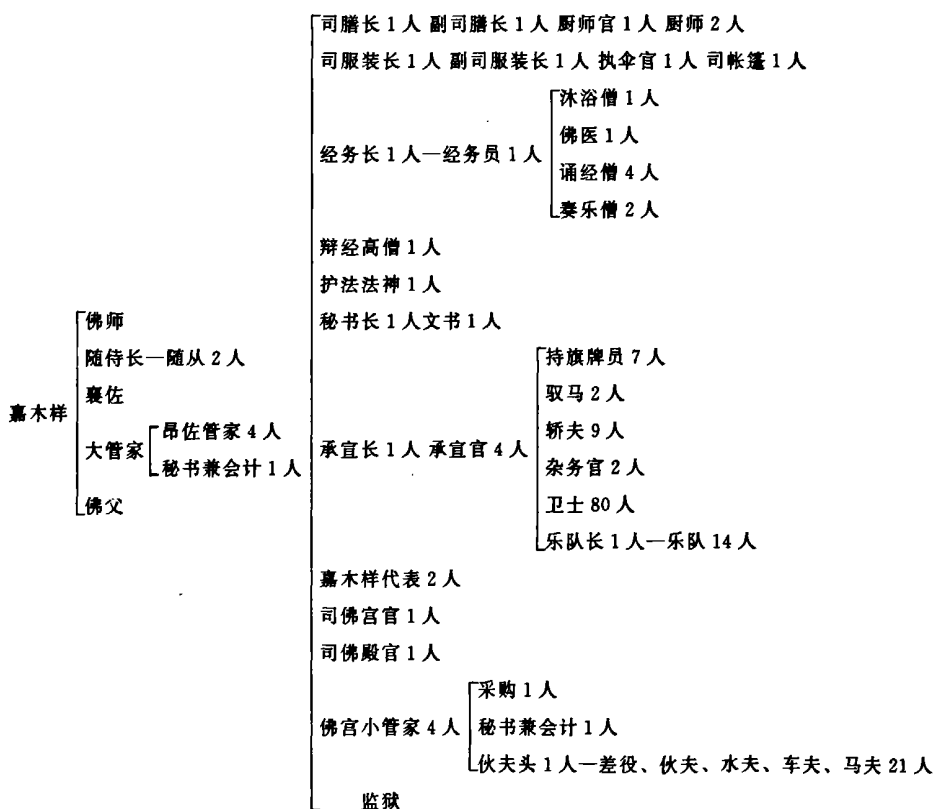 司膳长 1 人 副司膳长 1 人 厨师官 1 人 厨师 2 人
司服装长 1 人 副司服装长 1 人 执伞官 1 人 司帐篷 1 人
沐浴僧 1 人
佛医 1 人
经务长 1 人—经务员 1 人
诵经僧 4 人
奏乐僧 2 人
辩经高僧 1 人
护法法神 1 人
佛师
秘书长 1 人文书 1 人
随侍长—随从 2 人
持旗牌员 7 人
襄佐
驭马 2 人
嘉木样
昂佐管家 4 人
轿夫 9 人
大管家
承宣长 1 人 承宣官 4 人
秘书兼会计 1 人
杂务官 2 人
佛父
卫士 80 人
乐队长 1 人—乐队 14 人
嘉木样代表 2 人
司佛宫官 1 人
司佛殿官 1 人
采购 1 人
佛宫小管家 4 人
秘书兼会计 1 人
伙夫头 1 人—差役、伙夫、水夫、车夫、马夫 21 人
监狱